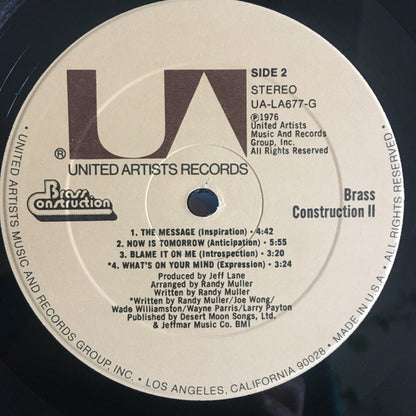 UA
®
UNITED ARTISTS RECORDS
SIDE 2
STEREO
UA-LA677-G
℗1976
United Artists
Music And Records
Group, Inc.
All Rights Reserved
Brass
Construction
Brass
Construction II
1. THE MESSAGE (Inspiration) • 4:42
2. NOW IS TOMORROW (Anticipation) • 5:55
3. BLAME IT ON ME (Introspection) • 3:20
*4. WHAT'S ON YOUR MIND (Expression) • 3:24
Produced by Jeff Lane
Arranged by Randy Muller
Written by Randy Muller
*Written by Randy Muller/Joe Wong/
Wade Williamston/Wayne Parris/Larry Payton
Published by Desert Moon Songs, Ltd.
& Jeffmar Music Co. BMI
• UNITED ARTISTS MUSIC AND RECORDS GROUP, INC. • LOS ANGELES, CALIFORNIA 90028 • MADE IN U.S.A. • ALL RIGHTS RESERVED